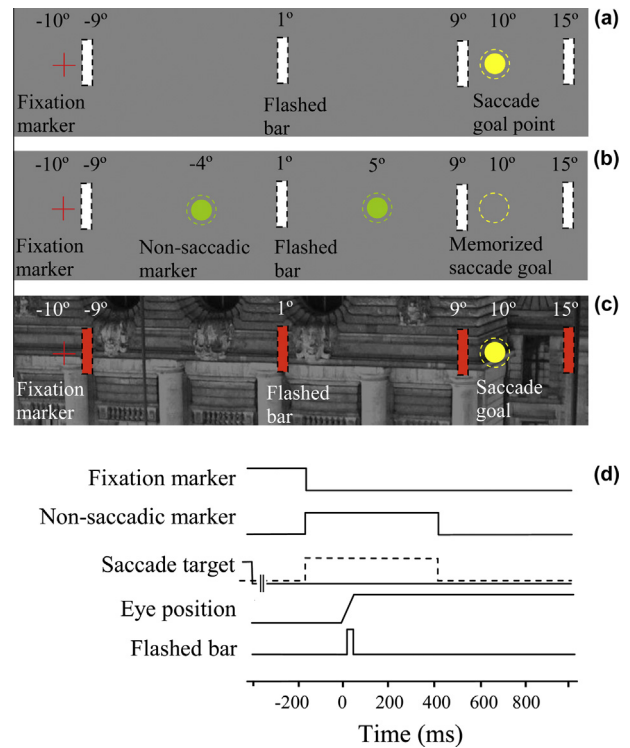 (a)
-10º -9º 1º 9º 10º 15º
Fixation marker
Flashed bar
Saccade goal point
(b)
-10º -9º -4º 1º 5º 9º 10º 15º
Fixation marker
Non-saccadic marker
Flashed bar
Memorized saccade goal
(c)
-10º -9º 1º 9º 10º 15º
Fixation marker
Flashed bar
Saccade goal
(d)
Fixation marker
Non-saccadic marker
Saccade target
Eye position
Flashed bar
-200 0 200 400 600 800
Time (ms)